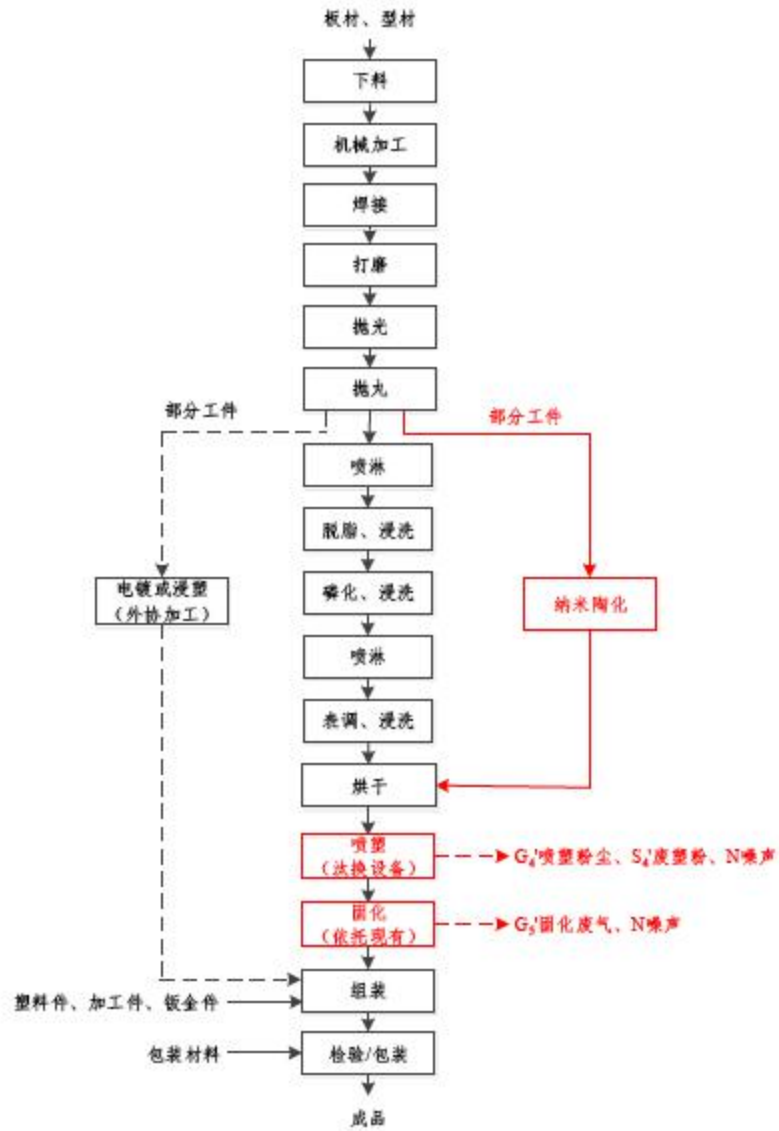 板材、型材
下料
机械加工
焊接
打磨
抛光
抛丸
部分工件
部分工件
喷淋
脱脂、浸洗
电镀或浸塑
（外协加工）
磷化、浸洗
纳米陶化
喷淋
表调、浸洗
烘干
喷塑
（汰换设备）
G₄'喷塑粉尘、S₄'废塑粉、N噪声
固化
（依托现有）
G₅'固化废气、N噪声
组装
塑料件、加工件、钣金件
包装材料
检验/包装
成品